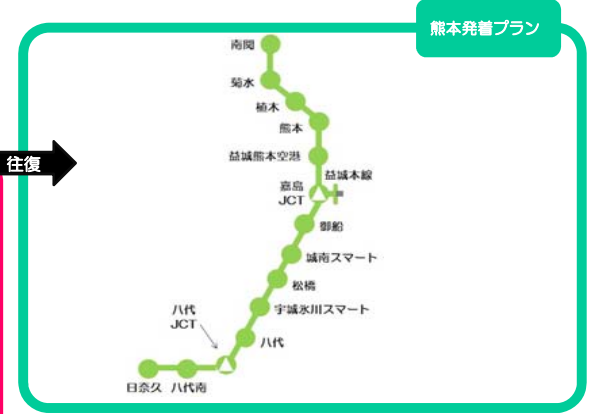 熊本発着プラン
往復
南関
菊水
植木
熊本
益城熊本空港
益城本線
嘉島
JCT
御船
城南スマート
松橋
宇城氷川スマート
八代
JCT
八代
日奈久
八代南